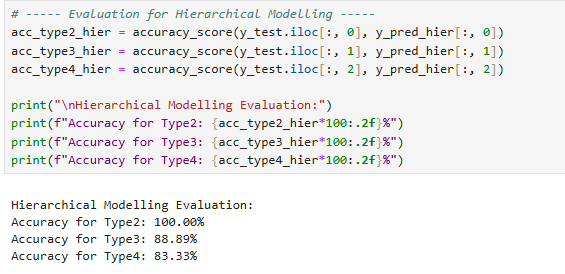 # ----- Evaluation for Hierarchical Modelling -----
acc_type2_hier = accuracy_score(y_test.iloc[:, 0], y_pred_hier[:, 0])
acc_type3_hier = accuracy_score(y_test.iloc[:, 1], y_pred_hier[:, 1])
acc_type4_hier = accuracy_score(y_test.iloc[:, 2], y_pred_hier[:, 2])
print("\nHierarchical Modelling Evaluation:")
print(f"Accuracy for Type2: {acc_type2_hier*100:.2f}%")
print(f"Accuracy for Type3: {acc_type3_hier*100:.2f}%")
print(f"Accuracy for Type4: {acc_type4_hier*100:.2f}%")
Hierarchical Modelling Evaluation:
Accuracy for Type2: 100.00%
Accuracy for Type3: 88.89%
Accuracy for Type4: 83.33%